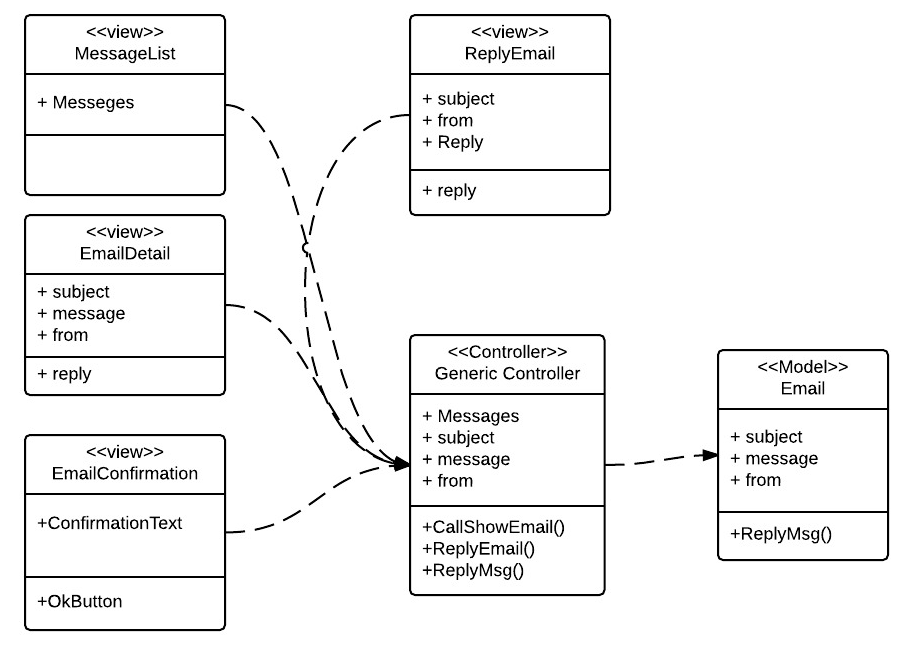 <<view>>
MessageList
+ Messeges
<<view>>
ReplyEmail
+ subject
+ from
+ Reply
+ reply
<<view>>
EmailDetail
+ subject
+ message
+ from
+ reply
<<Controller>>
Generic Controller
+ Messages
+ subject
+ message
+ from
+CallShowEmail()
+ReplyEmail()
+ReplyMsg()
<<Model>>
Email
+ subject
+ message
+ from
+ReplyMsg()
<<view>>
EmailConfirmation
+ConfirmationText
+OkButton